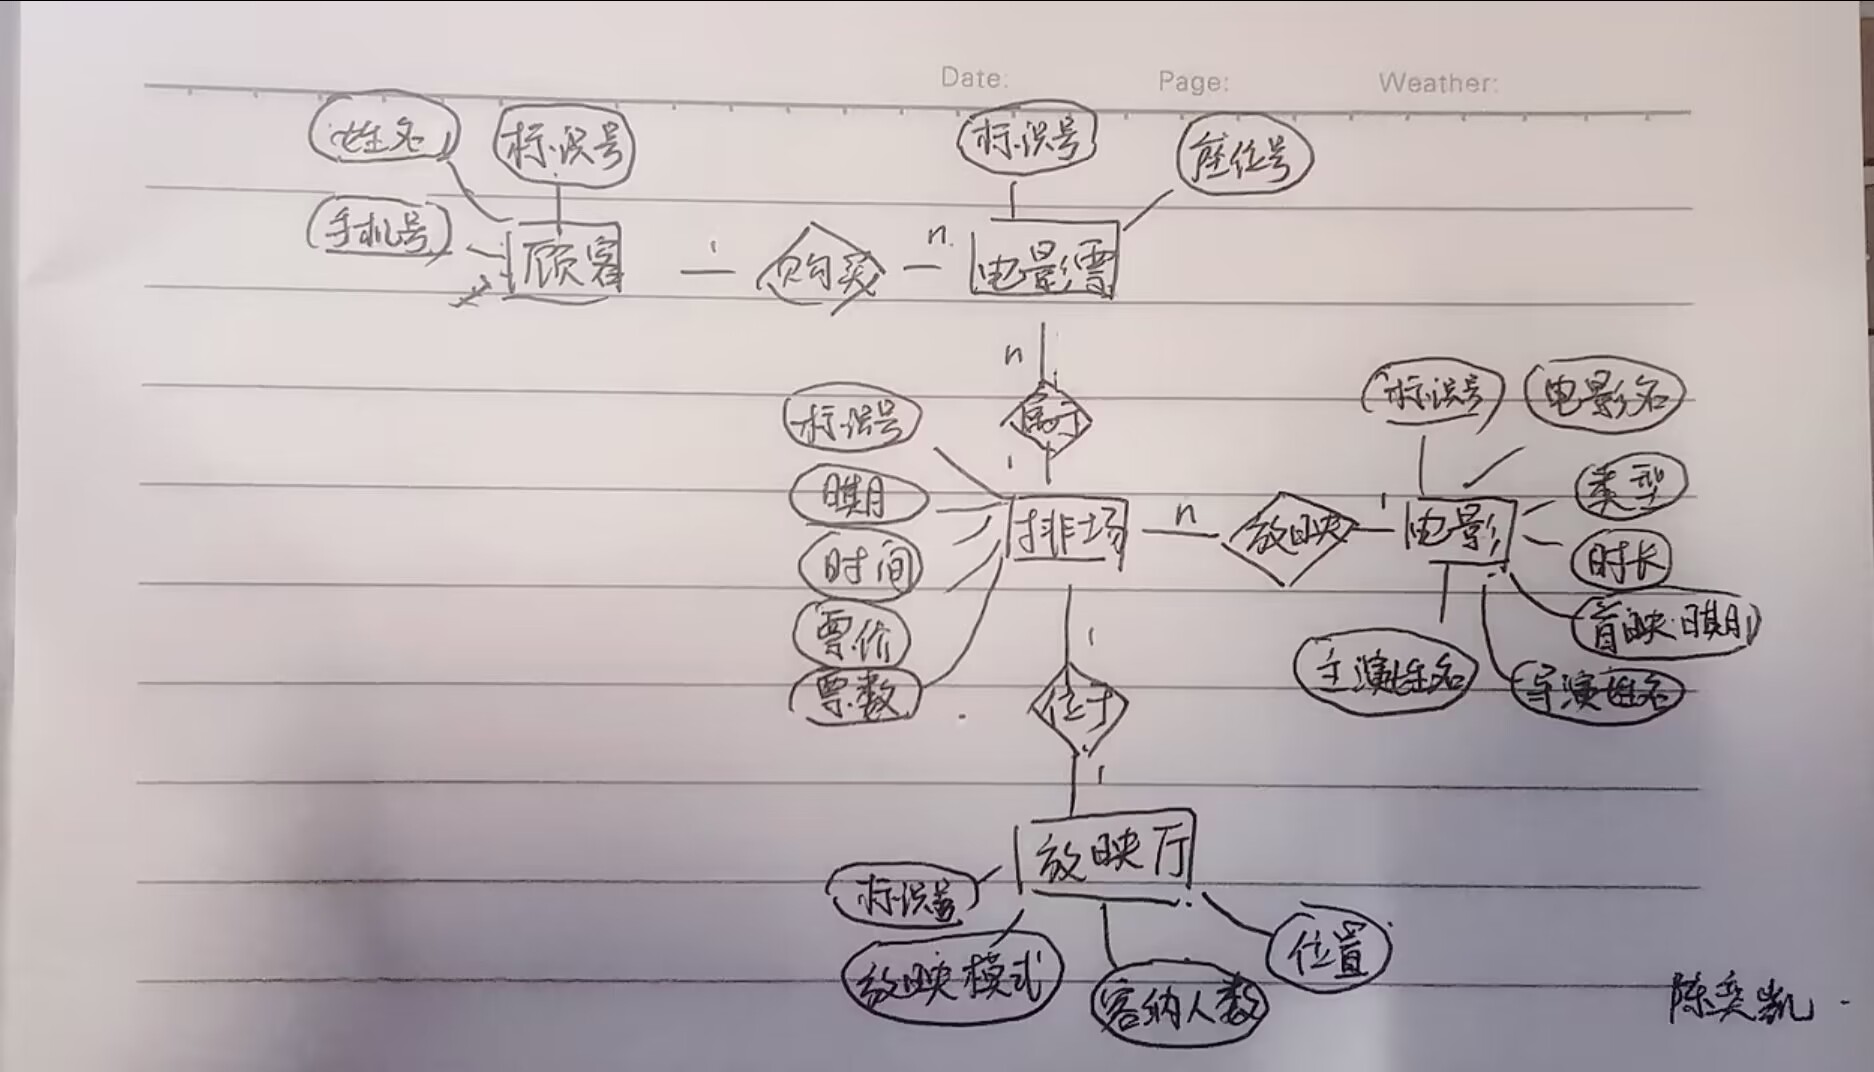 Date: Page: Weather:
姓名 标识号 标识号 座位号
手机号
顾客 1 购买 n 电影票
n
标识号 属于 标识号 电影名
1
日期 类型
排场 n 放映 1 电影
时间 时长
票价 1 首映日期
票数 位于 主演姓名 导演姓名
1
放映厅
标识号
放映模式 容纳人数 位置
陈奕凯